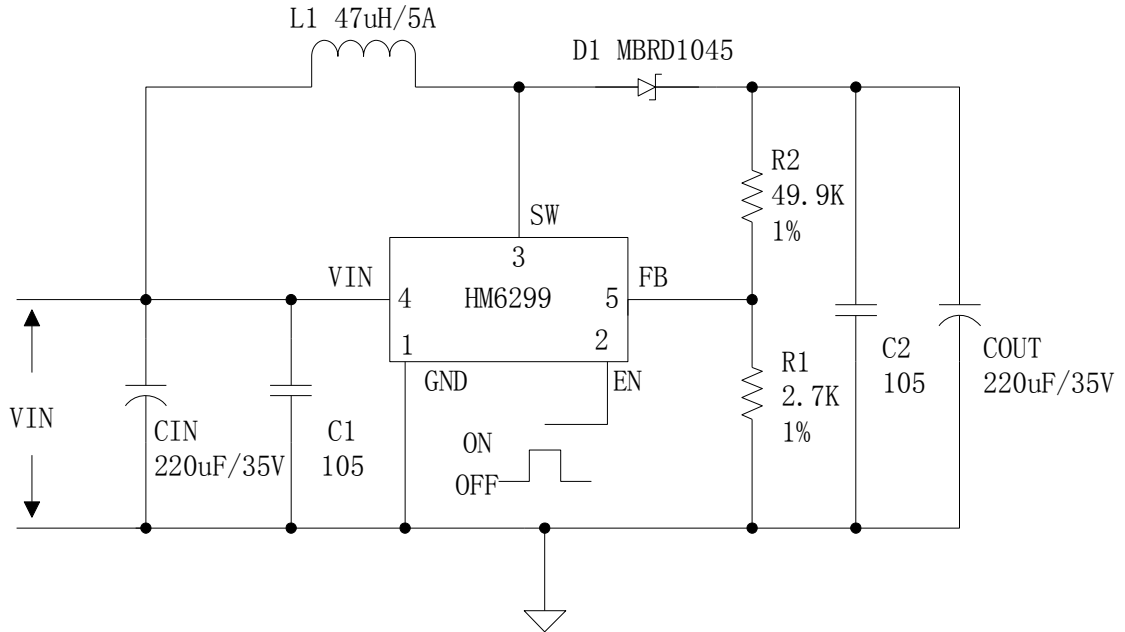 L1 47uH/5A
D1 MBRD1045
R2
49.9K
1%
SW
3
VIN
4
HM6299
5
FB
1
2
GND
EN
R1
2.7K
1%
C2
105
COUT
220uF/35V
VIN
CIN
220uF/35V
C1
105
ON
OFF